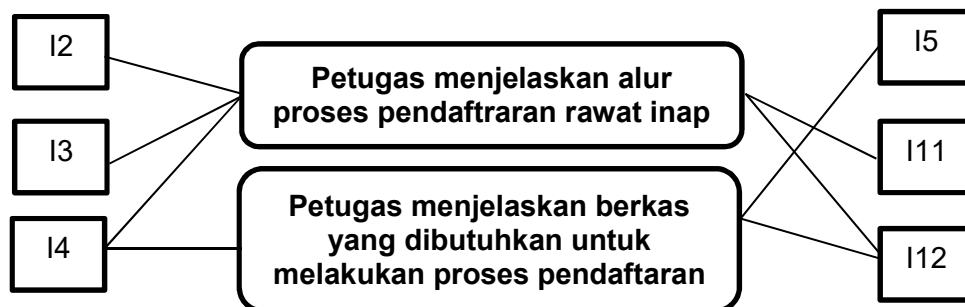 I2
I3
I4
Petugas menjelaskan alur
proses pendaftraran rawat inap
Petugas menjelaskan berkas
yang dibutuhkan untuk
melakukan proses pendaftaran
I5
I11
I12